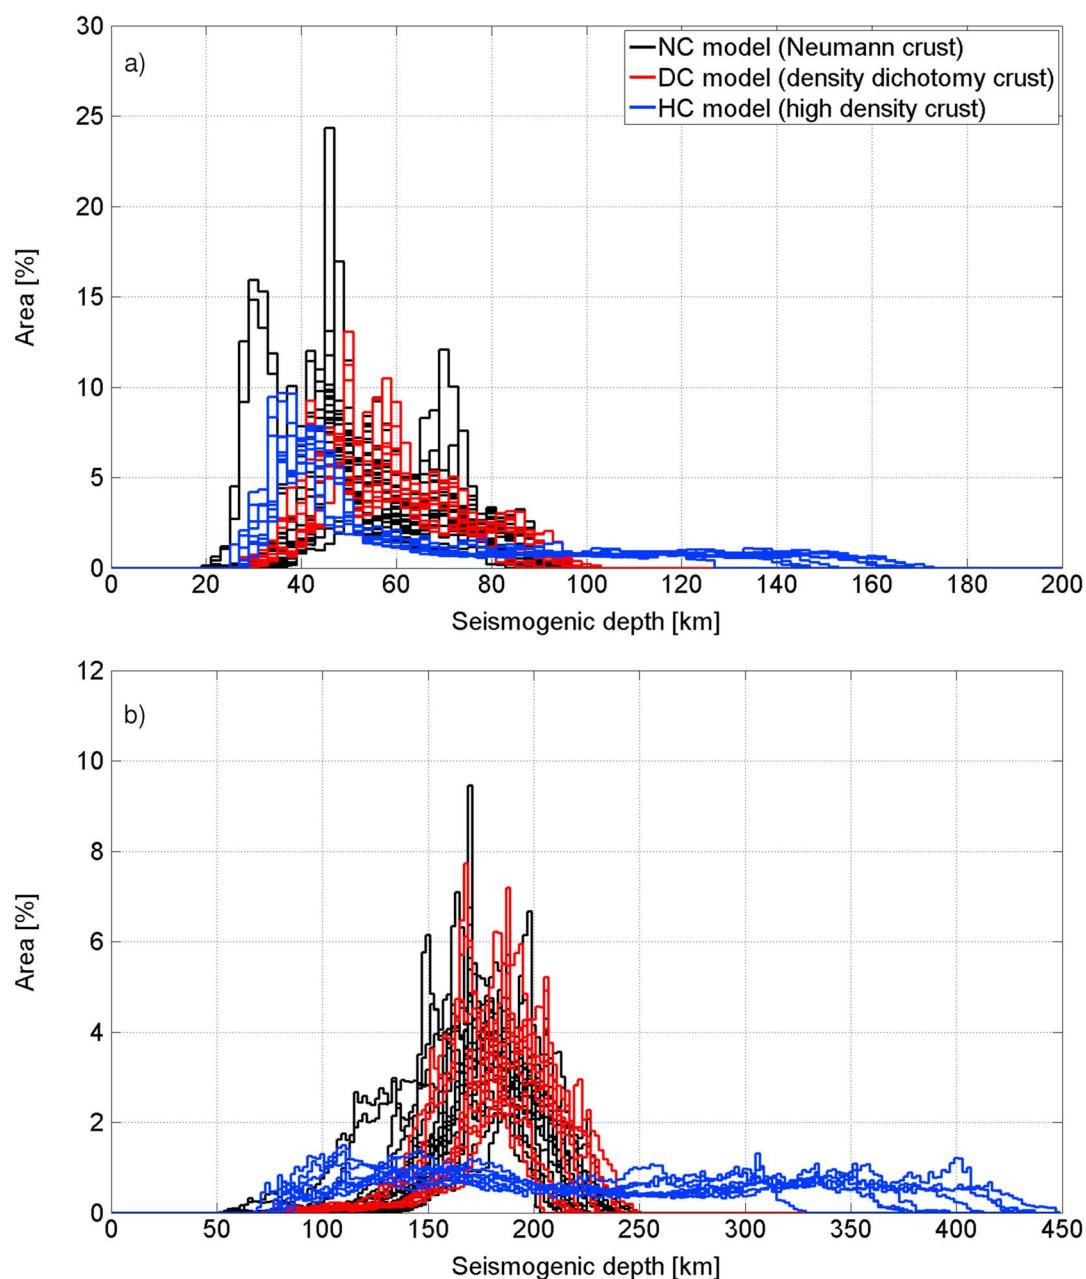 30
a)
NC model (Neumann crust)
DC model (density dichotomy crust)
HC model (high density crust)
25
20
15
10
5
0
Area [%]
0 20 40 60 80 100 120 140 160 180 200
Seismogenic depth [km]
12
b)
10
8
6
4
2
0
Area [%]
0 50 100 150 200 250 300 350 400 450
Seismogenic depth [km]